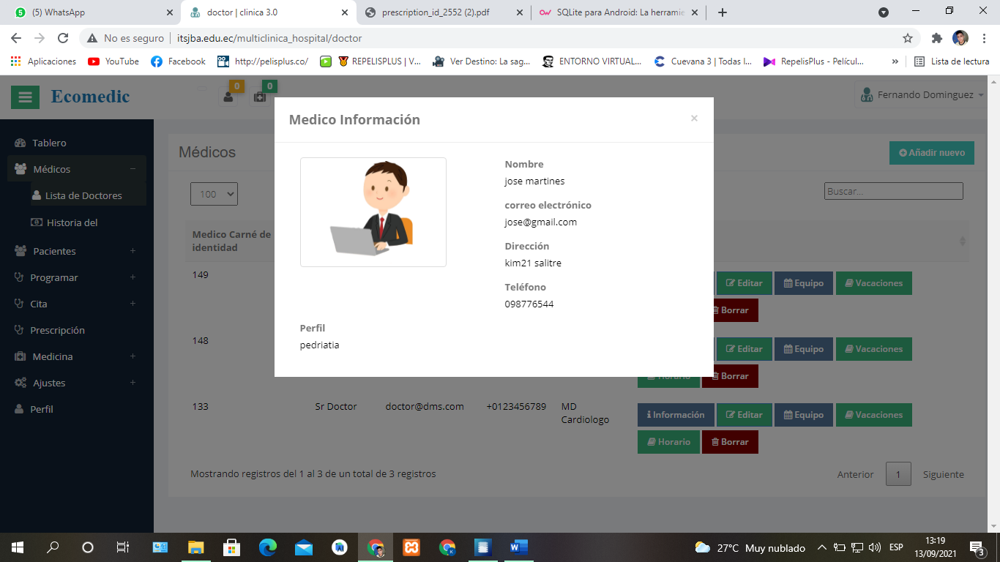 (5) WhatsApp
doctor | clinica 3.0
prescription_id_2552 (2).pdf
SQLite para Android: La herramie
No es seguro | itsjba.edu.ec/multiclinica_hospital/doctor
Aplicaciones
YouTube
Facebook
http://pelisplus.co/
REPELISPLUS | V...
Ver Destino: La sag...
ENTORNO VIRTUAL...
Cuevana 3 | Todas l...
RepelisPlus - Películ...
»
Lista de lectura
Ecomedic
0
0
Fernando Dominguez
Tablero
Médicos
Lista de Doctores
Historia del
Pacientes
Programar
Cita
Prescripción
Medicina
Ajustes
Perfil
Médicos
Añadir nuevo
100
Buscar...
Medico Carné de
identidad
Medico Información
×
Nombre
jose martines
correo electrónico
jose@gmail.com
Dirección
kim21 salitre
Teléfono
098776544
Perfil
pedriatia
149
Editar
Equipo
Vacaciones
Borrar
148
Editar
Equipo
Vacaciones
Horario
Borrar
133
Sr Doctor
doctor@dms.com
+0123456789
MD
Cardiologo
Información
Editar
Equipo
Vacaciones
Horario
Borrar
Mostrando registros del 1 al 3 de un total de 3 registros
Anterior
1
Siguiente
27°C Muy nublado
ESP
13:19
13/09/2021
3